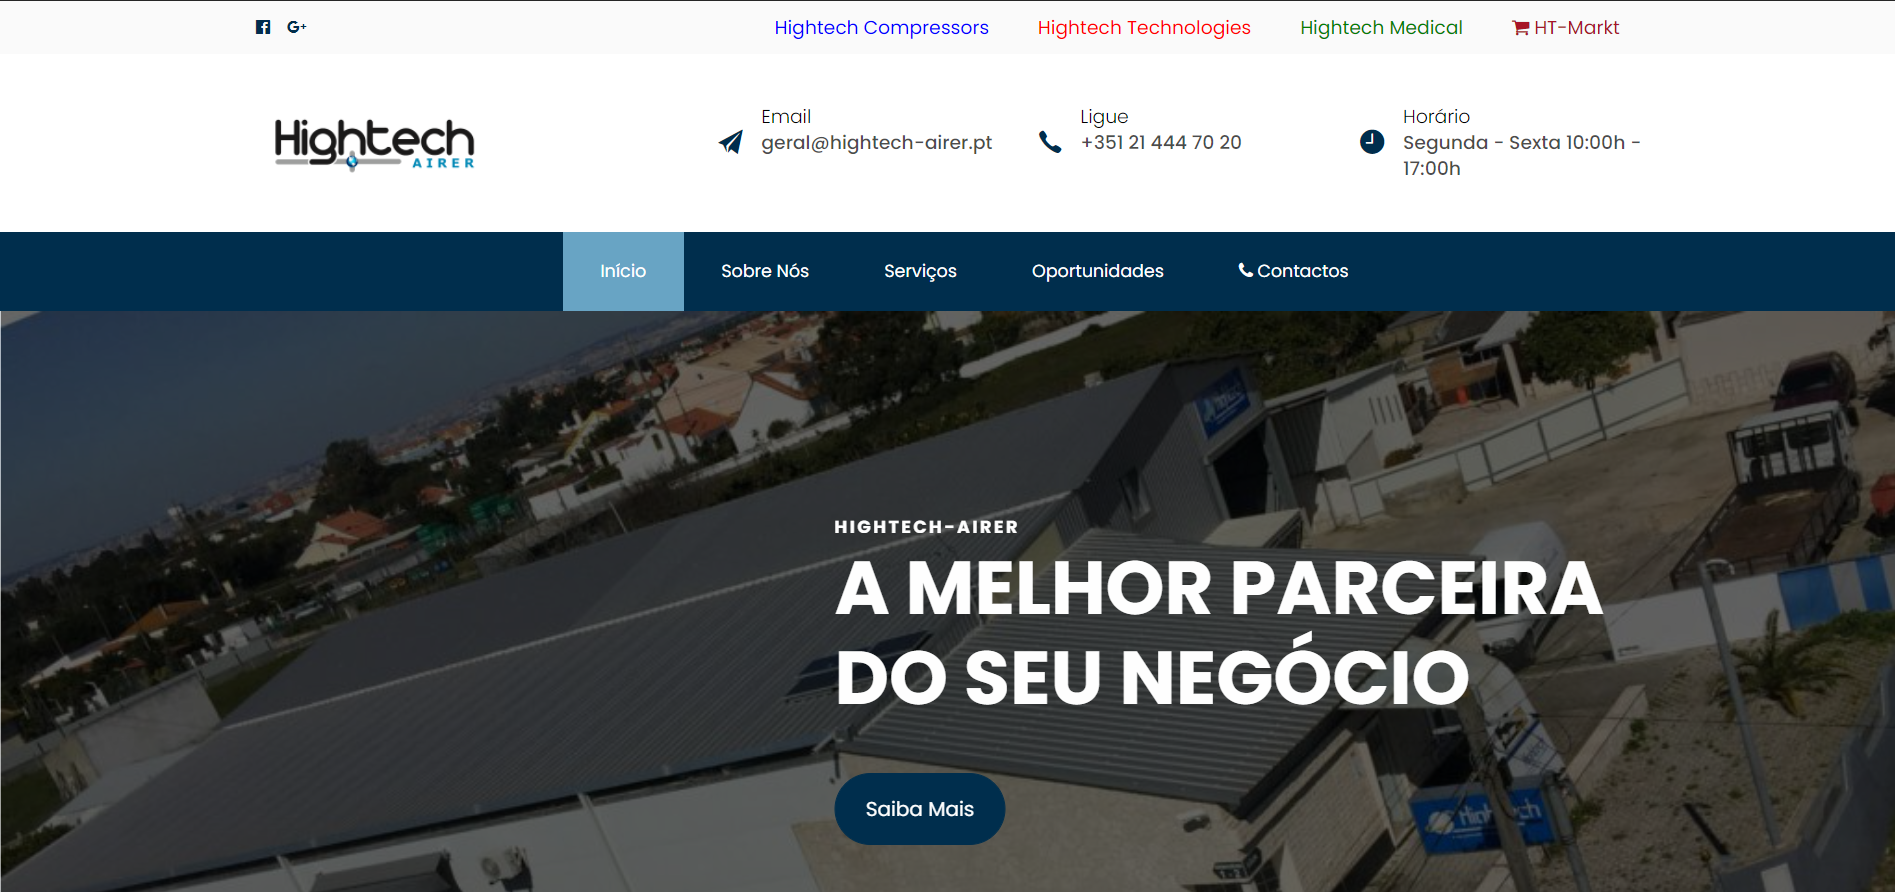 Hightech Compressors
Hightech Technologies
Hightech Medical
HT-Markt
Hightech
AIRER
Email
geral@hightech-airer.pt
Ligue
+351 21 444 70 20
Horário
Segunda - Sexta 10:00h -
17:00h
Início
Sobre Nós
Serviços
Oportunidades
Contactos
HIGHTECH-AIRER
A MELHOR PARCEIRA
DO SEU NEGÓCIO
Saiba Mais
Hightech